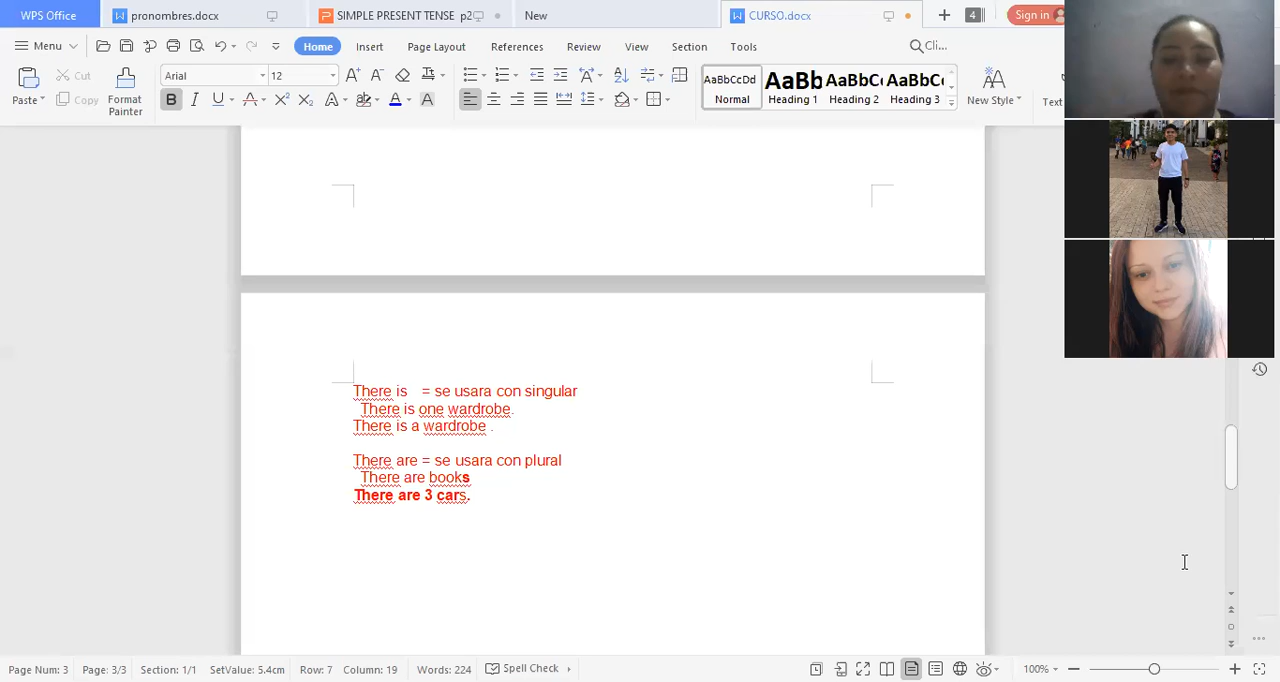 WPS Office
pronombres.docx
SIMPLE PRESENT TENSE p2
New
CURSO.docx
4
Sign in
Menu
Home
Insert
Page Layout
References
Review
View
Section
Tools
Cli...
Paste
Cut
Copy
Format
Painter
Arial
12
AaBbCcDd
Normal
AaBb
Heading 1
AaBbC
Heading 2
AaBbC
Heading 3
New Style
Text
There is = se usara con singular
There is one wardrobe.
There is a wardrobe .
There are = se usara con plural
There are books
There are 3 cars.
Page Num: 3
Page: 3/3
Section: 1/1
SetValue: 5.4cm
Row: 7
Column: 19
Words: 224
Spell Check
100%